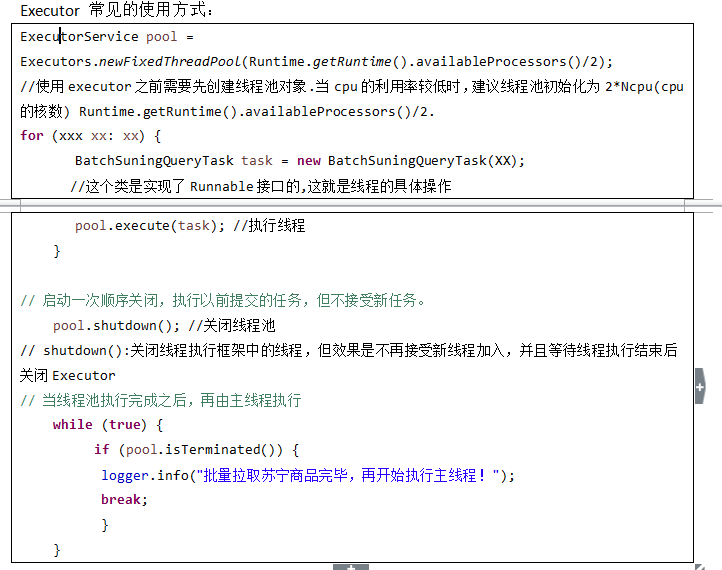 Executor 常见的使用方式：
ExecutorService pool =
Executors.newFixedThreadPool(Runtime.getRuntime().availableProcessors()/2);
//使用 executor 之前需要先创建线程池对象.当 cpu 的利用率较低时,建议线程池初始化为 2*Ncpu(cpu
的核数) Runtime.getRuntime().availableProcessors()/2.
for (xxx xx: xx) {
BatchSuningQueryTask task = new BatchSuningQueryTask(XX);
//这个类是实现了 Runnable 接口的,这就是线程的具体操作
pool.execute(task); //执行线程
}
// 启动一次顺序关闭，执行以前提交的任务，但不接受新任务。
pool.shutdown(); //关闭线程池
// shutdown():关闭线程执行框架中的线程，但效果是不再接受新线程加入，并且等待线程执行结束后
关闭 Executor
// 当线程池执行完成之后，再由主线程执行
while (true) {
if (pool.isTerminated()) {
logger.info("批量拉取苏宁商品完毕，再开始执行主线程！");
break;
}
}